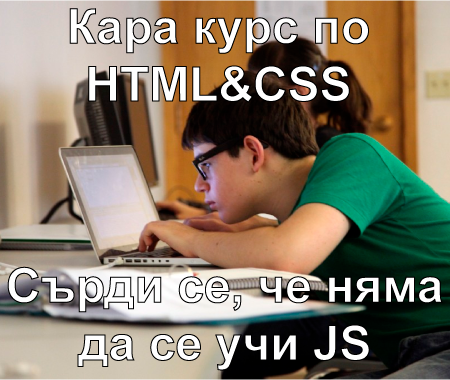 Кара курс по
HTML&CSS
Сърди се, че няма
да се учи JS